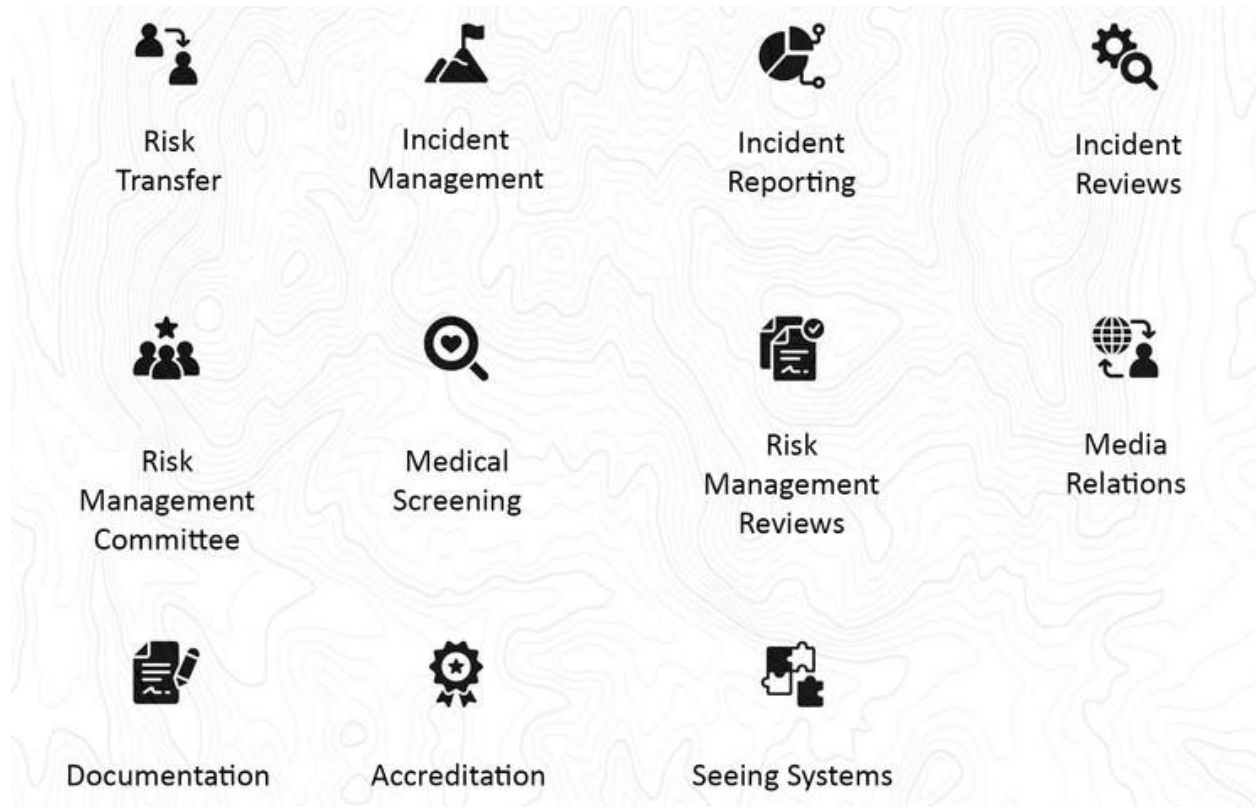 Risk
Transfer
Incident
Management
Incident
Reporting
Incident
Reviews
Risk
Management
Committee
Medical
Screening
Risk
Management
Reviews
Media
Relations
Documentation
Accreditation
Seeing Systems